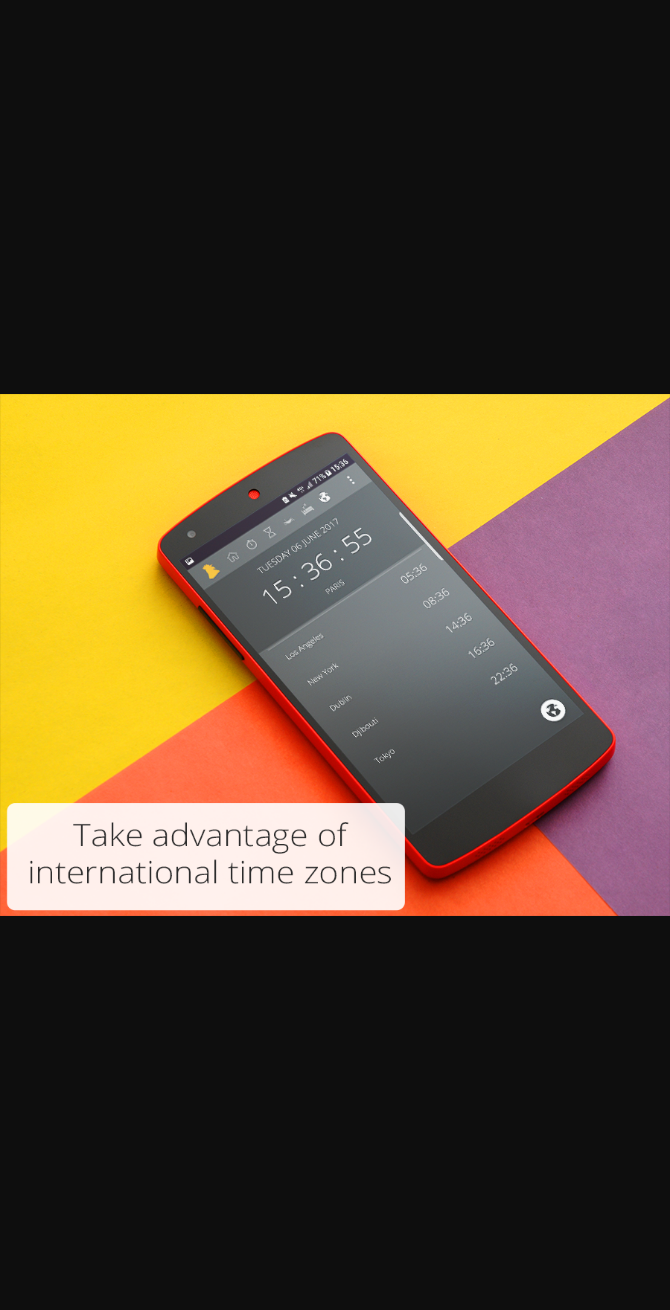 71% 15:36
TUESDAY 06 JUNE 2017
15 : 36 : 55
PARIS
Los Angeles 05:36
New York 08:36
Dublin 14:36
Djibouti 16:36
Tokyo 22:36
Take advantage of
international time zones